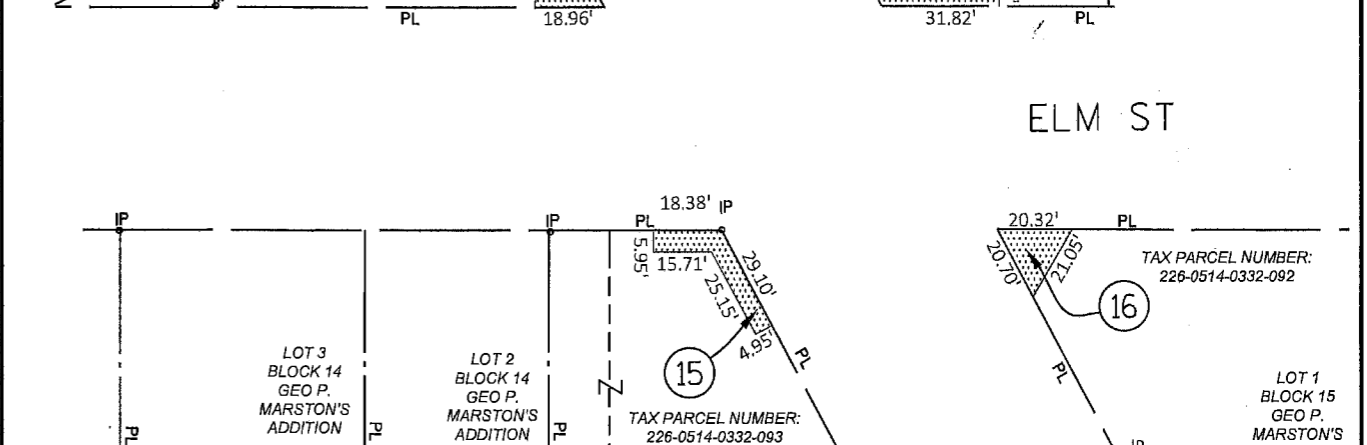 PL
18.96'
31.82'
PL
ELM ST
IP
IP
PL
18.38'
IP
5.95'
15.71'
25.15'
29.10'
4.95'
15
PL
20.32'
PL
20.70'
21.05'
16
TAX PARCEL NUMBER:
226-0514-0332-092
PL
LOT 3
BLOCK 14
GEO P.
MARSTON'S
ADDITION
PL
PL
LOT 2
BLOCK 14
GEO P.
MARSTON'S
ADDITION
PL
TAX PARCEL NUMBER:
226-0514-0332-093
LOT 1
BLOCK 15
GEO P.
MARSTON'S